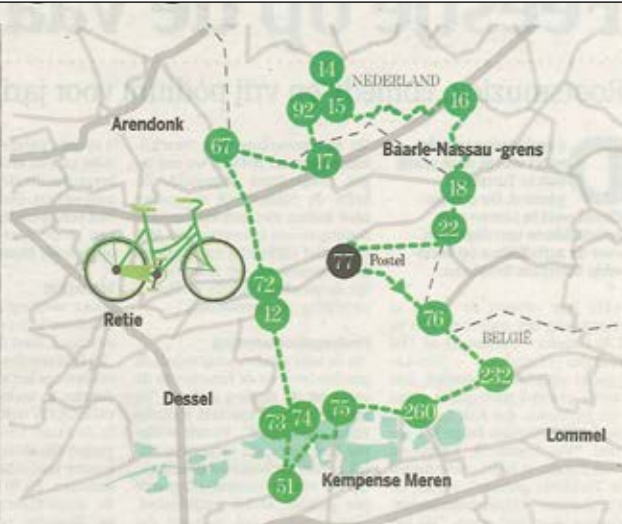 14
NEDERLAND
92
15
16
Arendonk
67
17
Baarle-Nassau -grens
18
22
77
Postel
72
12
76
Retie
BELGIË
232
Dessel
73
74
75
260
Lommel
51
Kempense Meren